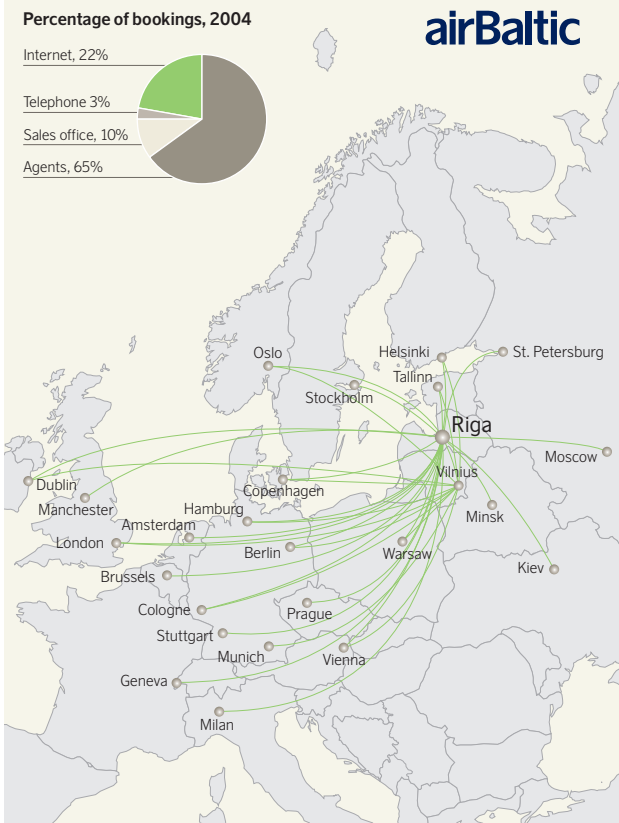 Percentage of bookings, 2004
airBaltic
Internet, 22%
Telephone 3%
Sales office, 10%
Agents, 65%
Oslo
Helsinki
St. Petersburg
Tallinn
Stockholm
Riga
Moscow
Vilnius
Dublin
Copenhagen
Manchester
Hamburg
Minsk
Amsterdam
London
Berlin
Warsaw
Kiev
Brussels
Cologne
Prague
Stuttgart
Munich
Vienna
Geneva
Milan